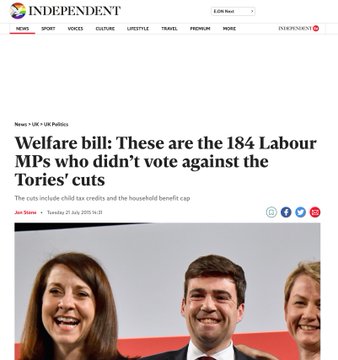 INDEPENDENT
E.ON Next
NEWS SPORT VOICES CULTURE LIFESTYLE TRAVEL PREMIUM MORE INDEPENDENT tv
News > UK > UK Politics
Welfare bill: These are the 184 Labour
MPs who didn’t vote against the
Tories’ cuts
The cuts include child tax credits and the household benefit cap
Jon Stone • Tuesday 21 July 2015 14:31